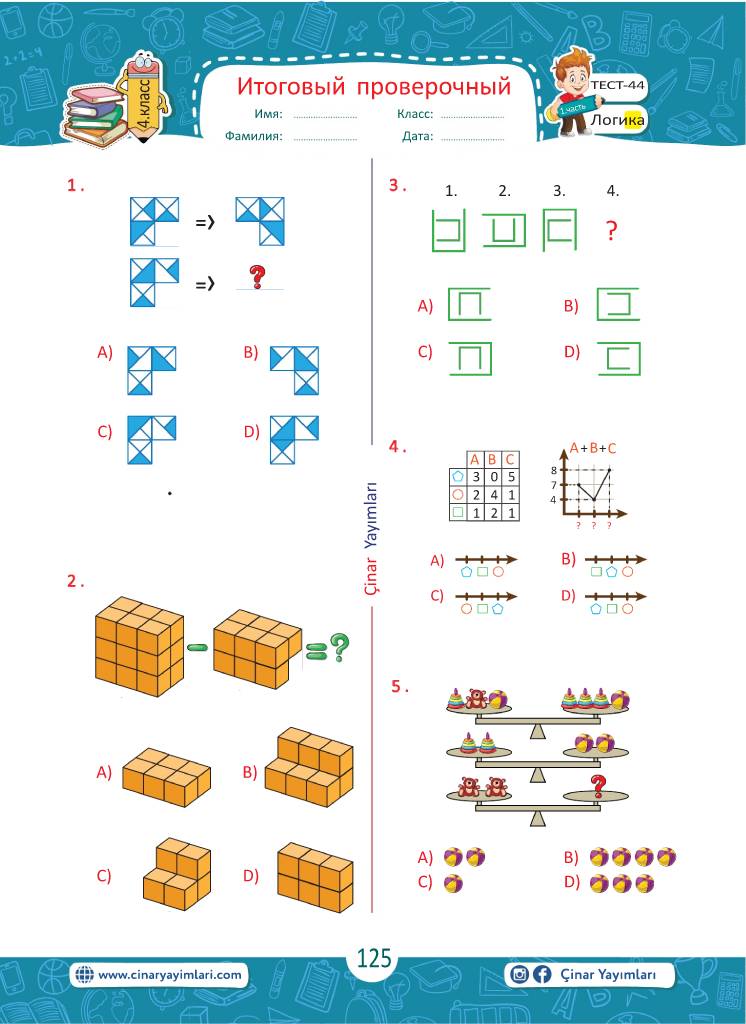 4.класс
Итоговый проверочный
Имя: ......................
Класс: ......................
Фамилия: ......................
Дата: ......................
1 часть
ТЕСТ-44
Логика
1 .
=>
=>
?
A)
B)
C)
D)
2 .
- = ?
A)
B)
C)
D)
Çinar Yayımları
3 .
1. 2. 3. 4.
?
A)
B)
C)
D)
4 .
A B C
3 0 5
2 4 1
1 2 1
A+B+C
8
7
4
? ? ?
A)
B)
C)
D)
5 .
?
A)
B)
C)
D)
125
www.cinaryayimlari.com
Çinar Yayımları